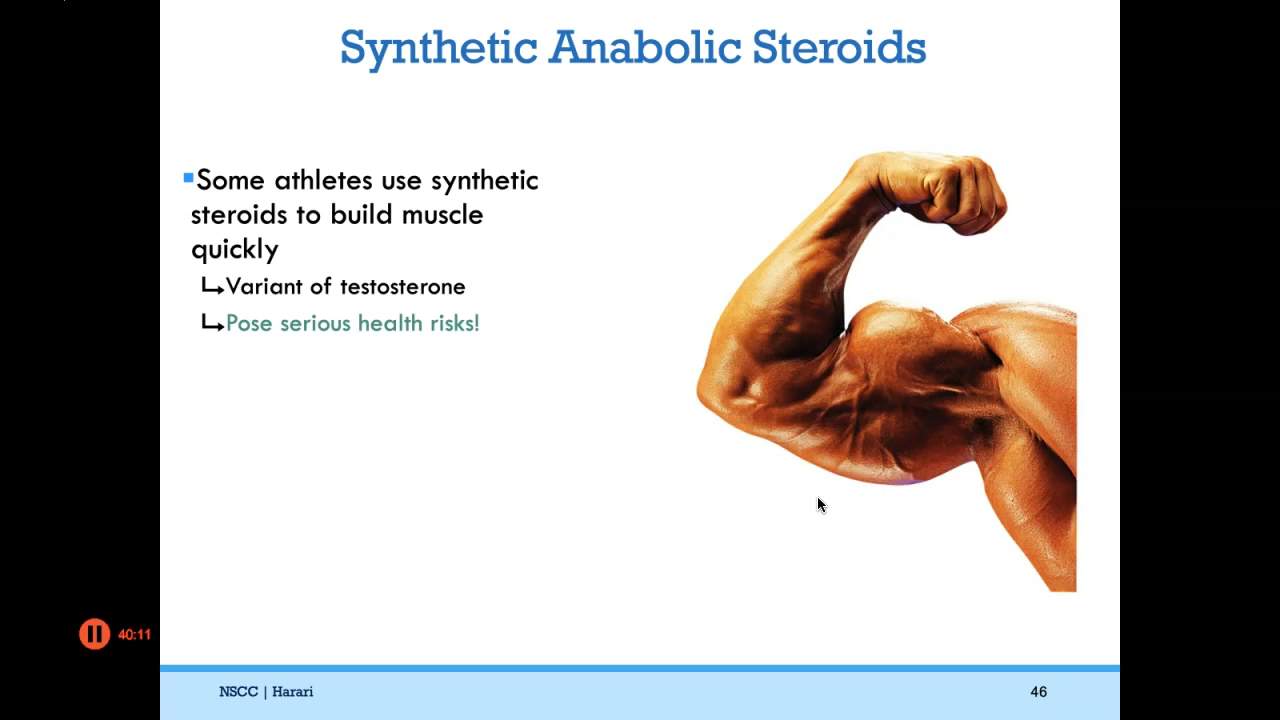 Synthetic Anabolic Steroids
Some athletes use synthetic
steroids to build muscle
quickly
Variant of testosterone
Pose serious health risks!
40:11
NSCC | Harari
46